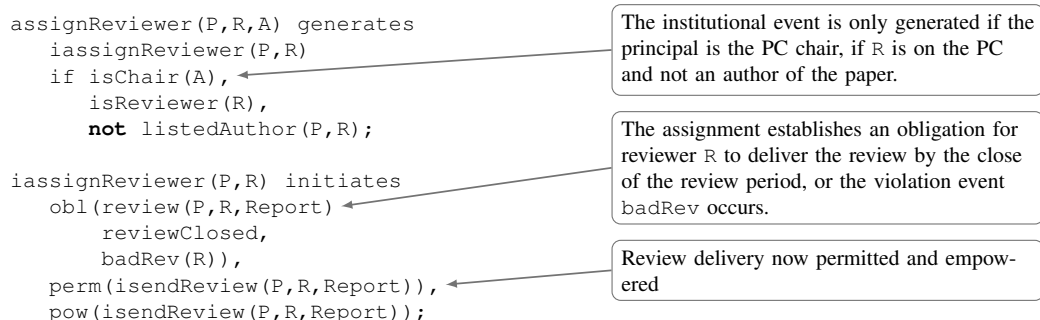 assignReviewer(P,R,A) generates
iassignReviewer(P,R)
if isChair(A),
isReviewer(R),
not listedAuthor(P,R);
iassignReviewer(P,R) initiates
obl(review(P,R,Report)
reviewClosed,
badRev(R)),
perm(isendReview(P,R,Report)),
pow(isendReview(P,R,Report));
The institutional event is only generated if the
principal is the PC chair, if R is on the PC
and not an author of the paper.
The assignment establishes an obligation for
reviewer R to deliver the review by the close
of the review period, or the violation event
badRev occurs.
Review delivery now permitted and empow-
ered